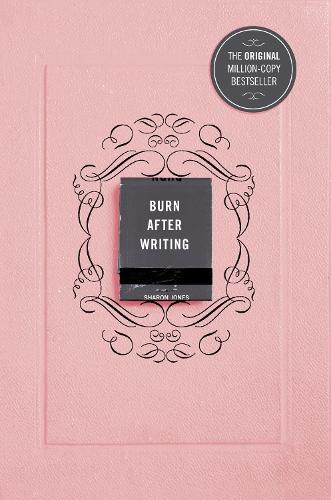 THE ORIGINAL
MILLION-COPY
BESTSELLER
BURN
AFTER
WRITING
SHARON JONES